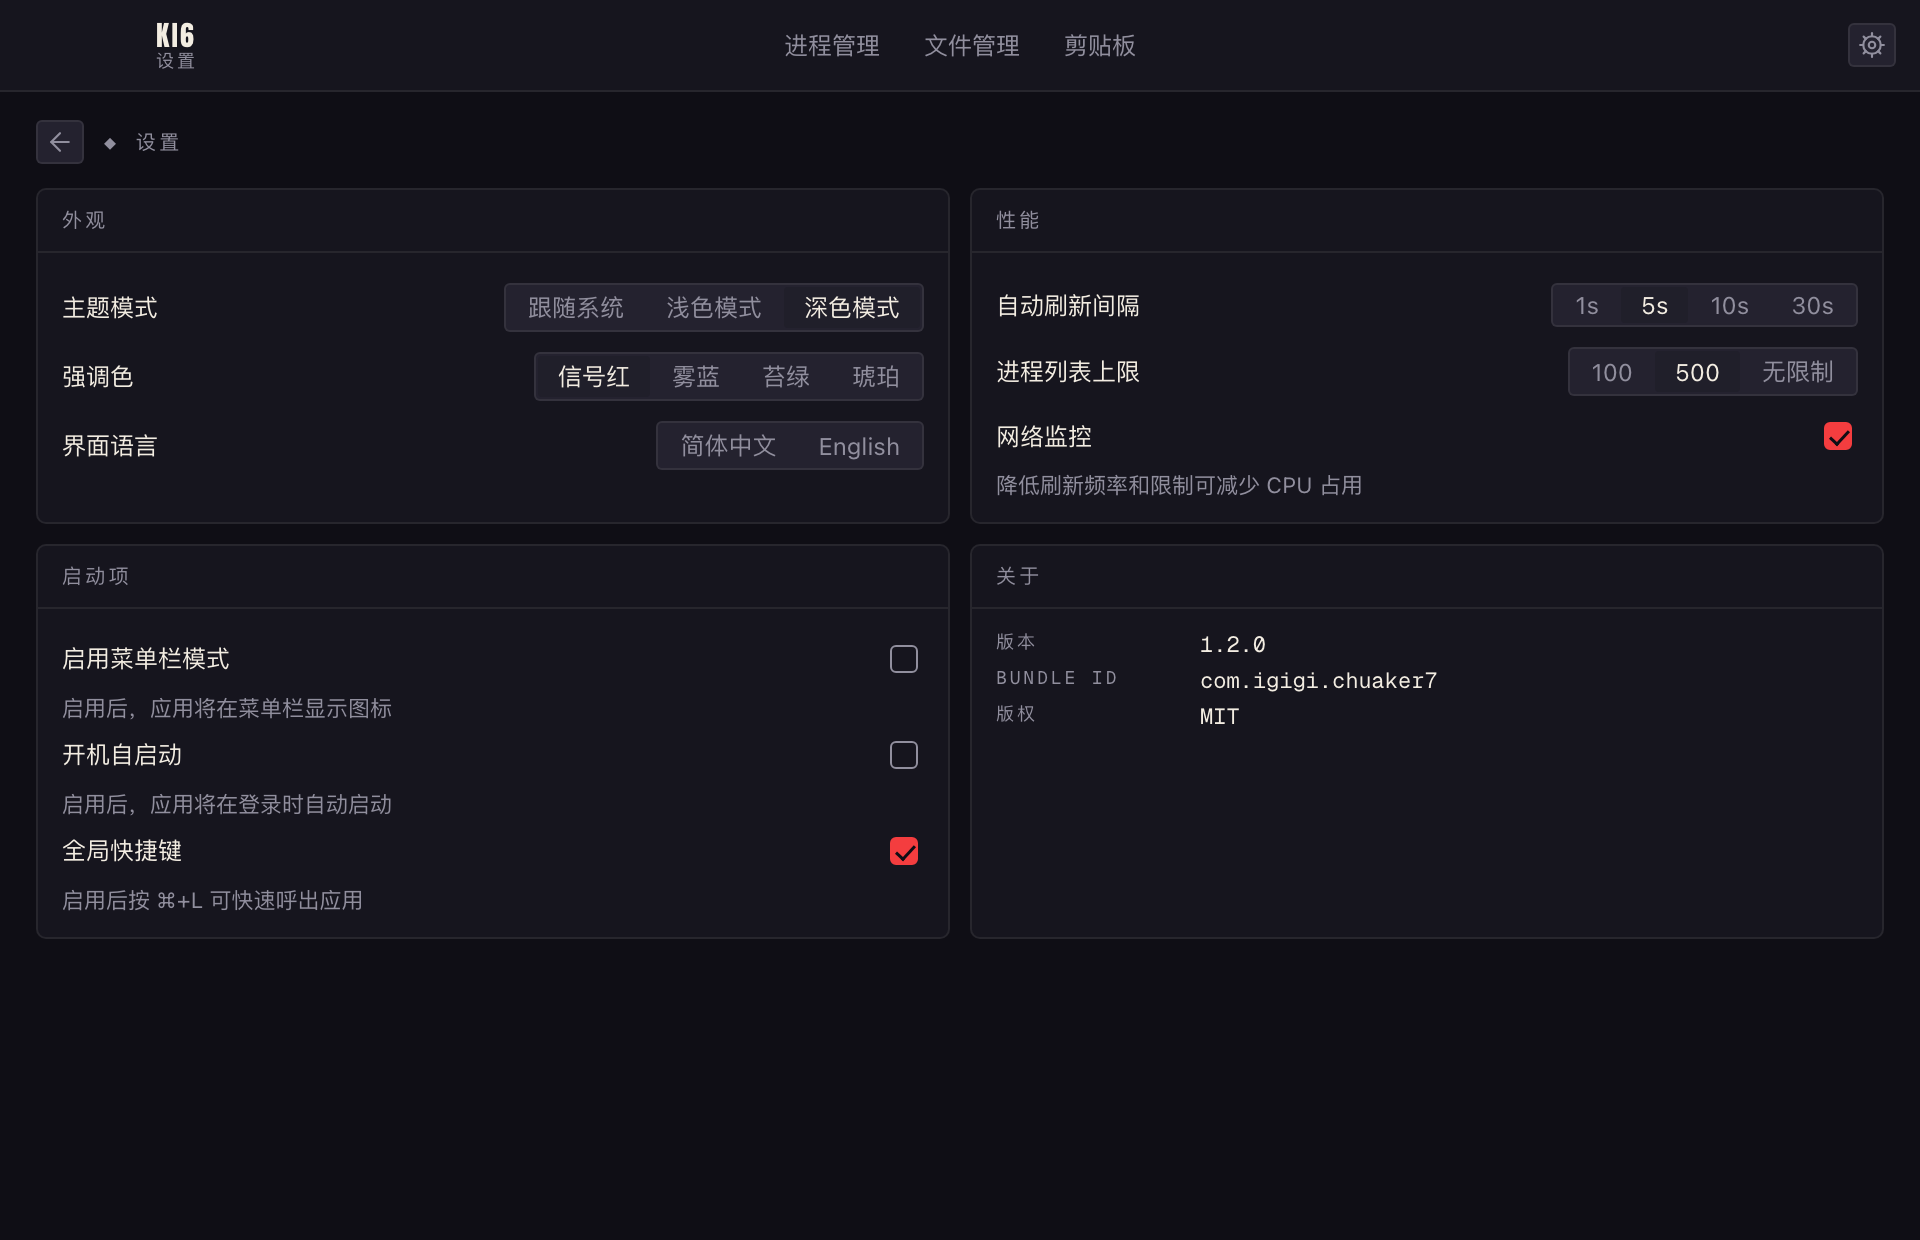 KI6
设置
进程管理 文件管理 剪贴板
◆ 设置
外观
主题模式 跟随系统 浅色模式 深色模式
强调色 信号红 雾蓝 苔绿 琥珀
界面语言 简体中文 English
性能
自动刷新间隔 1s 5s 10s 30s
进程列表上限 100 500 无限制
网络监控
降低刷新频率和限制可减少 CPU 占用
启动项
启用菜单栏模式
启用后，应用将在菜单栏显示图标
开机自启动
启用后，应用将在登录时自动启动
全局快捷键
启用后按 ⌘+L 可快速呼出应用
关于
版本 1.2.0
BUNDLE ID com.igigi.chuaker7
版权 MIT